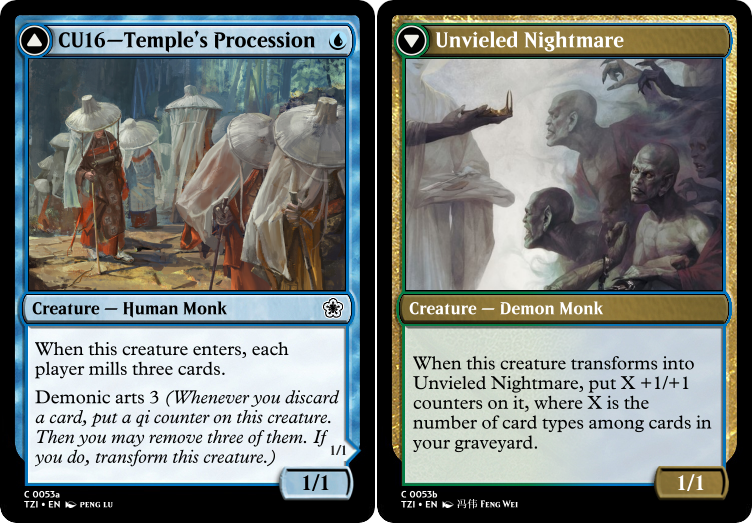 CU16—Temple's Procession
Creature — Human Monk
When this creature enters, each
player mills three cards.
Demonic arts 3 (Whenever you discard
a card, put a qi counter on this creature.
Then you may remove three of them. If
you do, transform this creature.)
1/1
1/1
C 0053a
TZI • EN PENG LU
Unvieled Nightmare
Creature — Demon Monk
When this creature transforms into
Unvieled Nightmare, put X +1/+1
counters on it, where X is the
number of card types among cards in
your graveyard.
1/1
C 0053b
TZI • EN 冯伟 FENG WEI